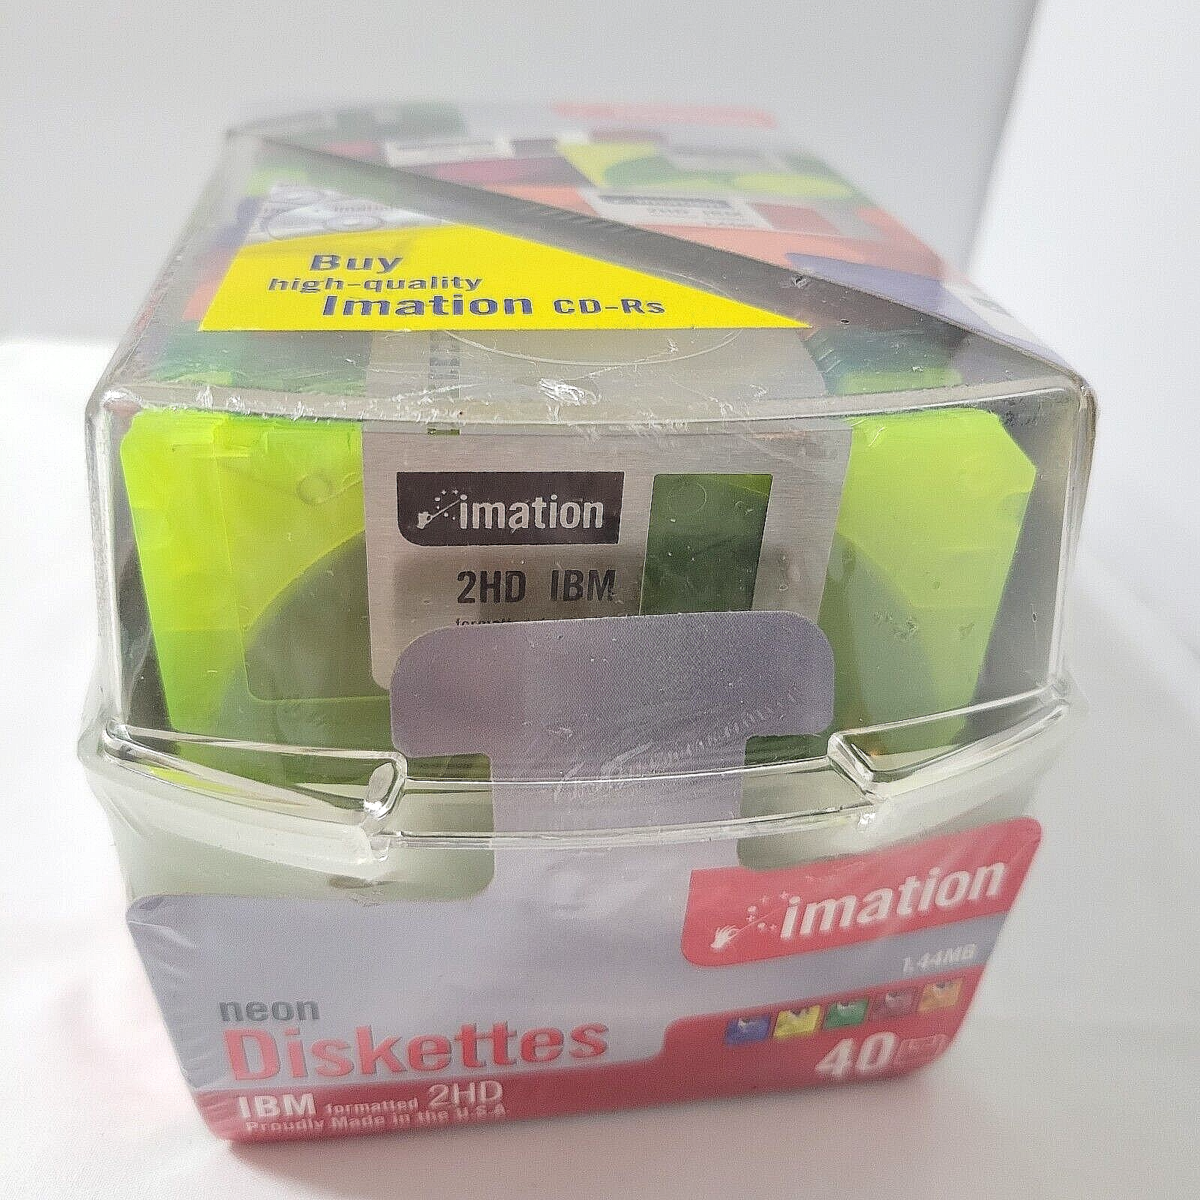 Buy
high-quality
Imation CD-Rs
imation
2HD IBM
imation
1.44MB
neon
Diskettes
40
IBM formatted 2HD
Proudly Made in the U.S.A